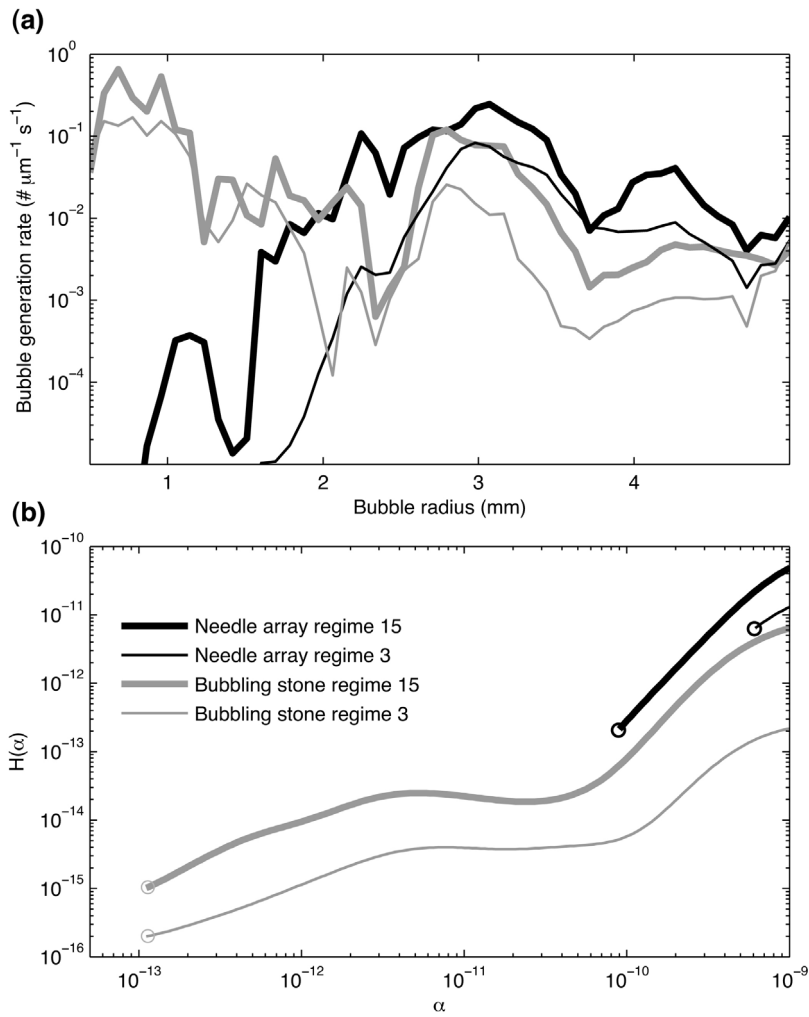 (a)
10⁰
10⁻¹
10⁻²
10⁻³
10⁻⁴
Bubble generation rate (# μm⁻¹ s⁻¹)
1 2 3 4
Bubble radius (mm)
(b)
10⁻¹⁰
10⁻¹¹
10⁻¹²
10⁻¹³
10⁻¹⁴
10⁻¹⁵
10⁻¹⁶
H(α)
Needle array regime 15
Needle array regime 3
Bubbling stone regime 15
Bubbling stone regime 3
10⁻¹³ 10⁻¹² 10⁻¹¹ 10⁻¹⁰ 10⁻⁹
α